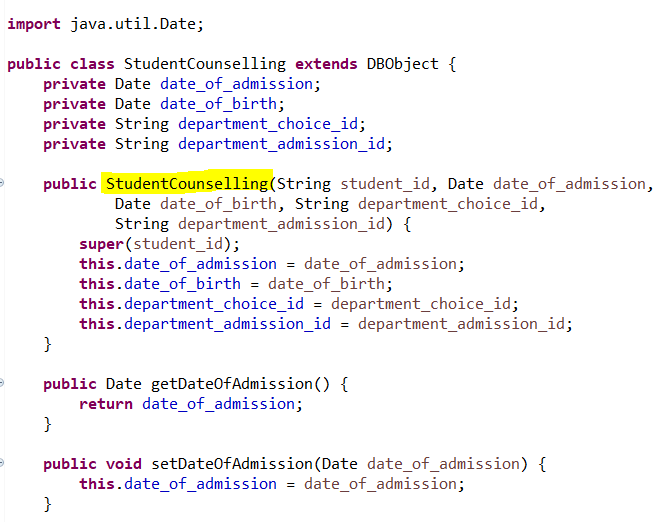 import java.util.Date;
public class StudentCounselling extends DBObject {
private Date date_of_admission;
private Date date_of_birth;
private String department_choice_id;
private String department_admission_id;
public StudentCounselling(String student_id, Date date_of_admission,
Date date_of_birth, String department_choice_id,
String department_admission_id) {
super(student_id);
this.date_of_admission = date_of_admission;
this.date_of_birth = date_of_birth;
this.department_choice_id = department_choice_id;
this.department_admission_id = department_admission_id;
}
public Date getDateOfAdmission() {
return date_of_admission;
}
public void setDateOfAdmission(Date date_of_admission) {
this.date_of_admission = date_of_admission;
}